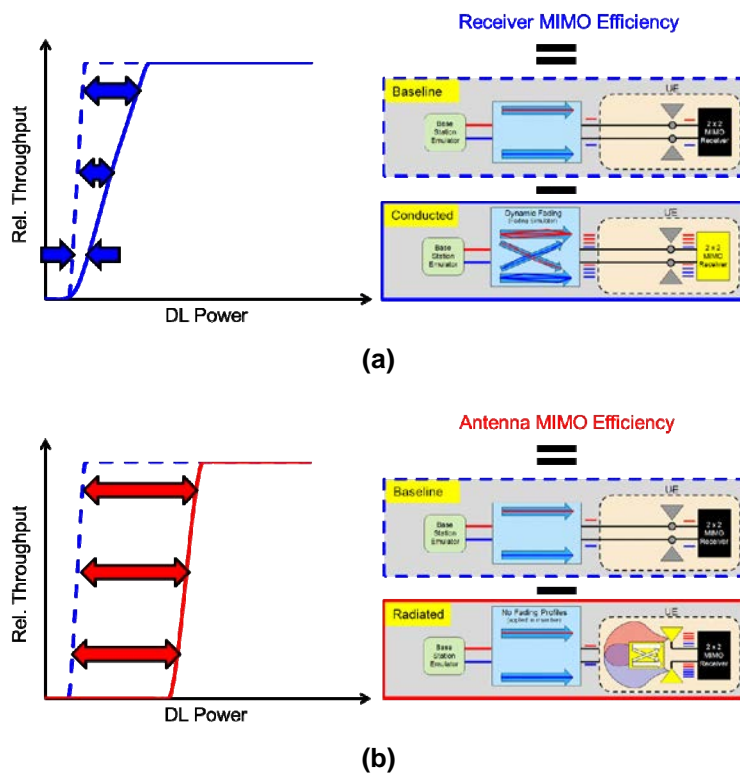 Receiver MIMO Efficiency
Rel. Throughput
DL Power
Baseline
UE
Base
Station
Emulator
2 x 2
MIMO
Receiver
Conducted
Dynamic Fading
(Fading Simulator)
UE
Base
Station
Emulator
2 x 2
MIMO
Receiver
(a)
Antenna MIMO Efficiency
Rel. Throughput
DL Power
Baseline
UE
Base
Station
Emulator
2 x 2
MIMO
Receiver
Radiated
No Fading Profiles
UE
Base
Station
Emulator
2 x 2
MIMO
Receiver
(b)